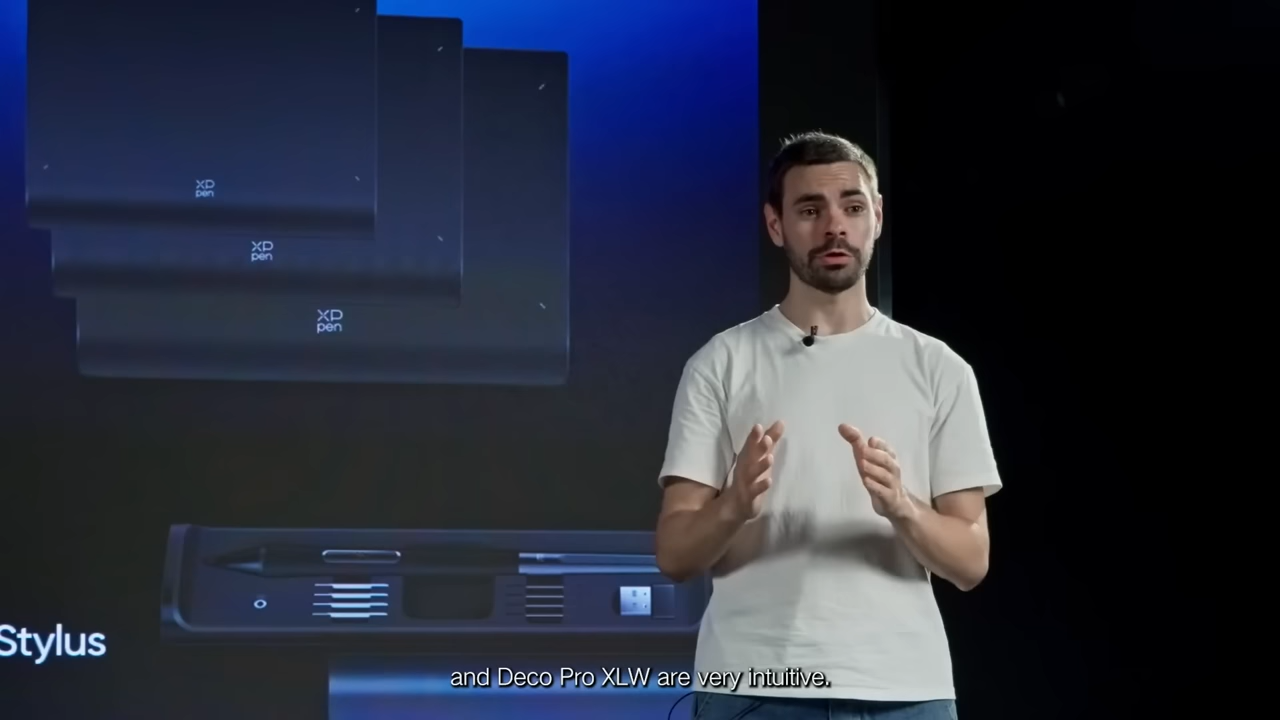 XP
pen
XP
pen
XP
pen
Stylus
and Deco Pro XLW are very intuitive.